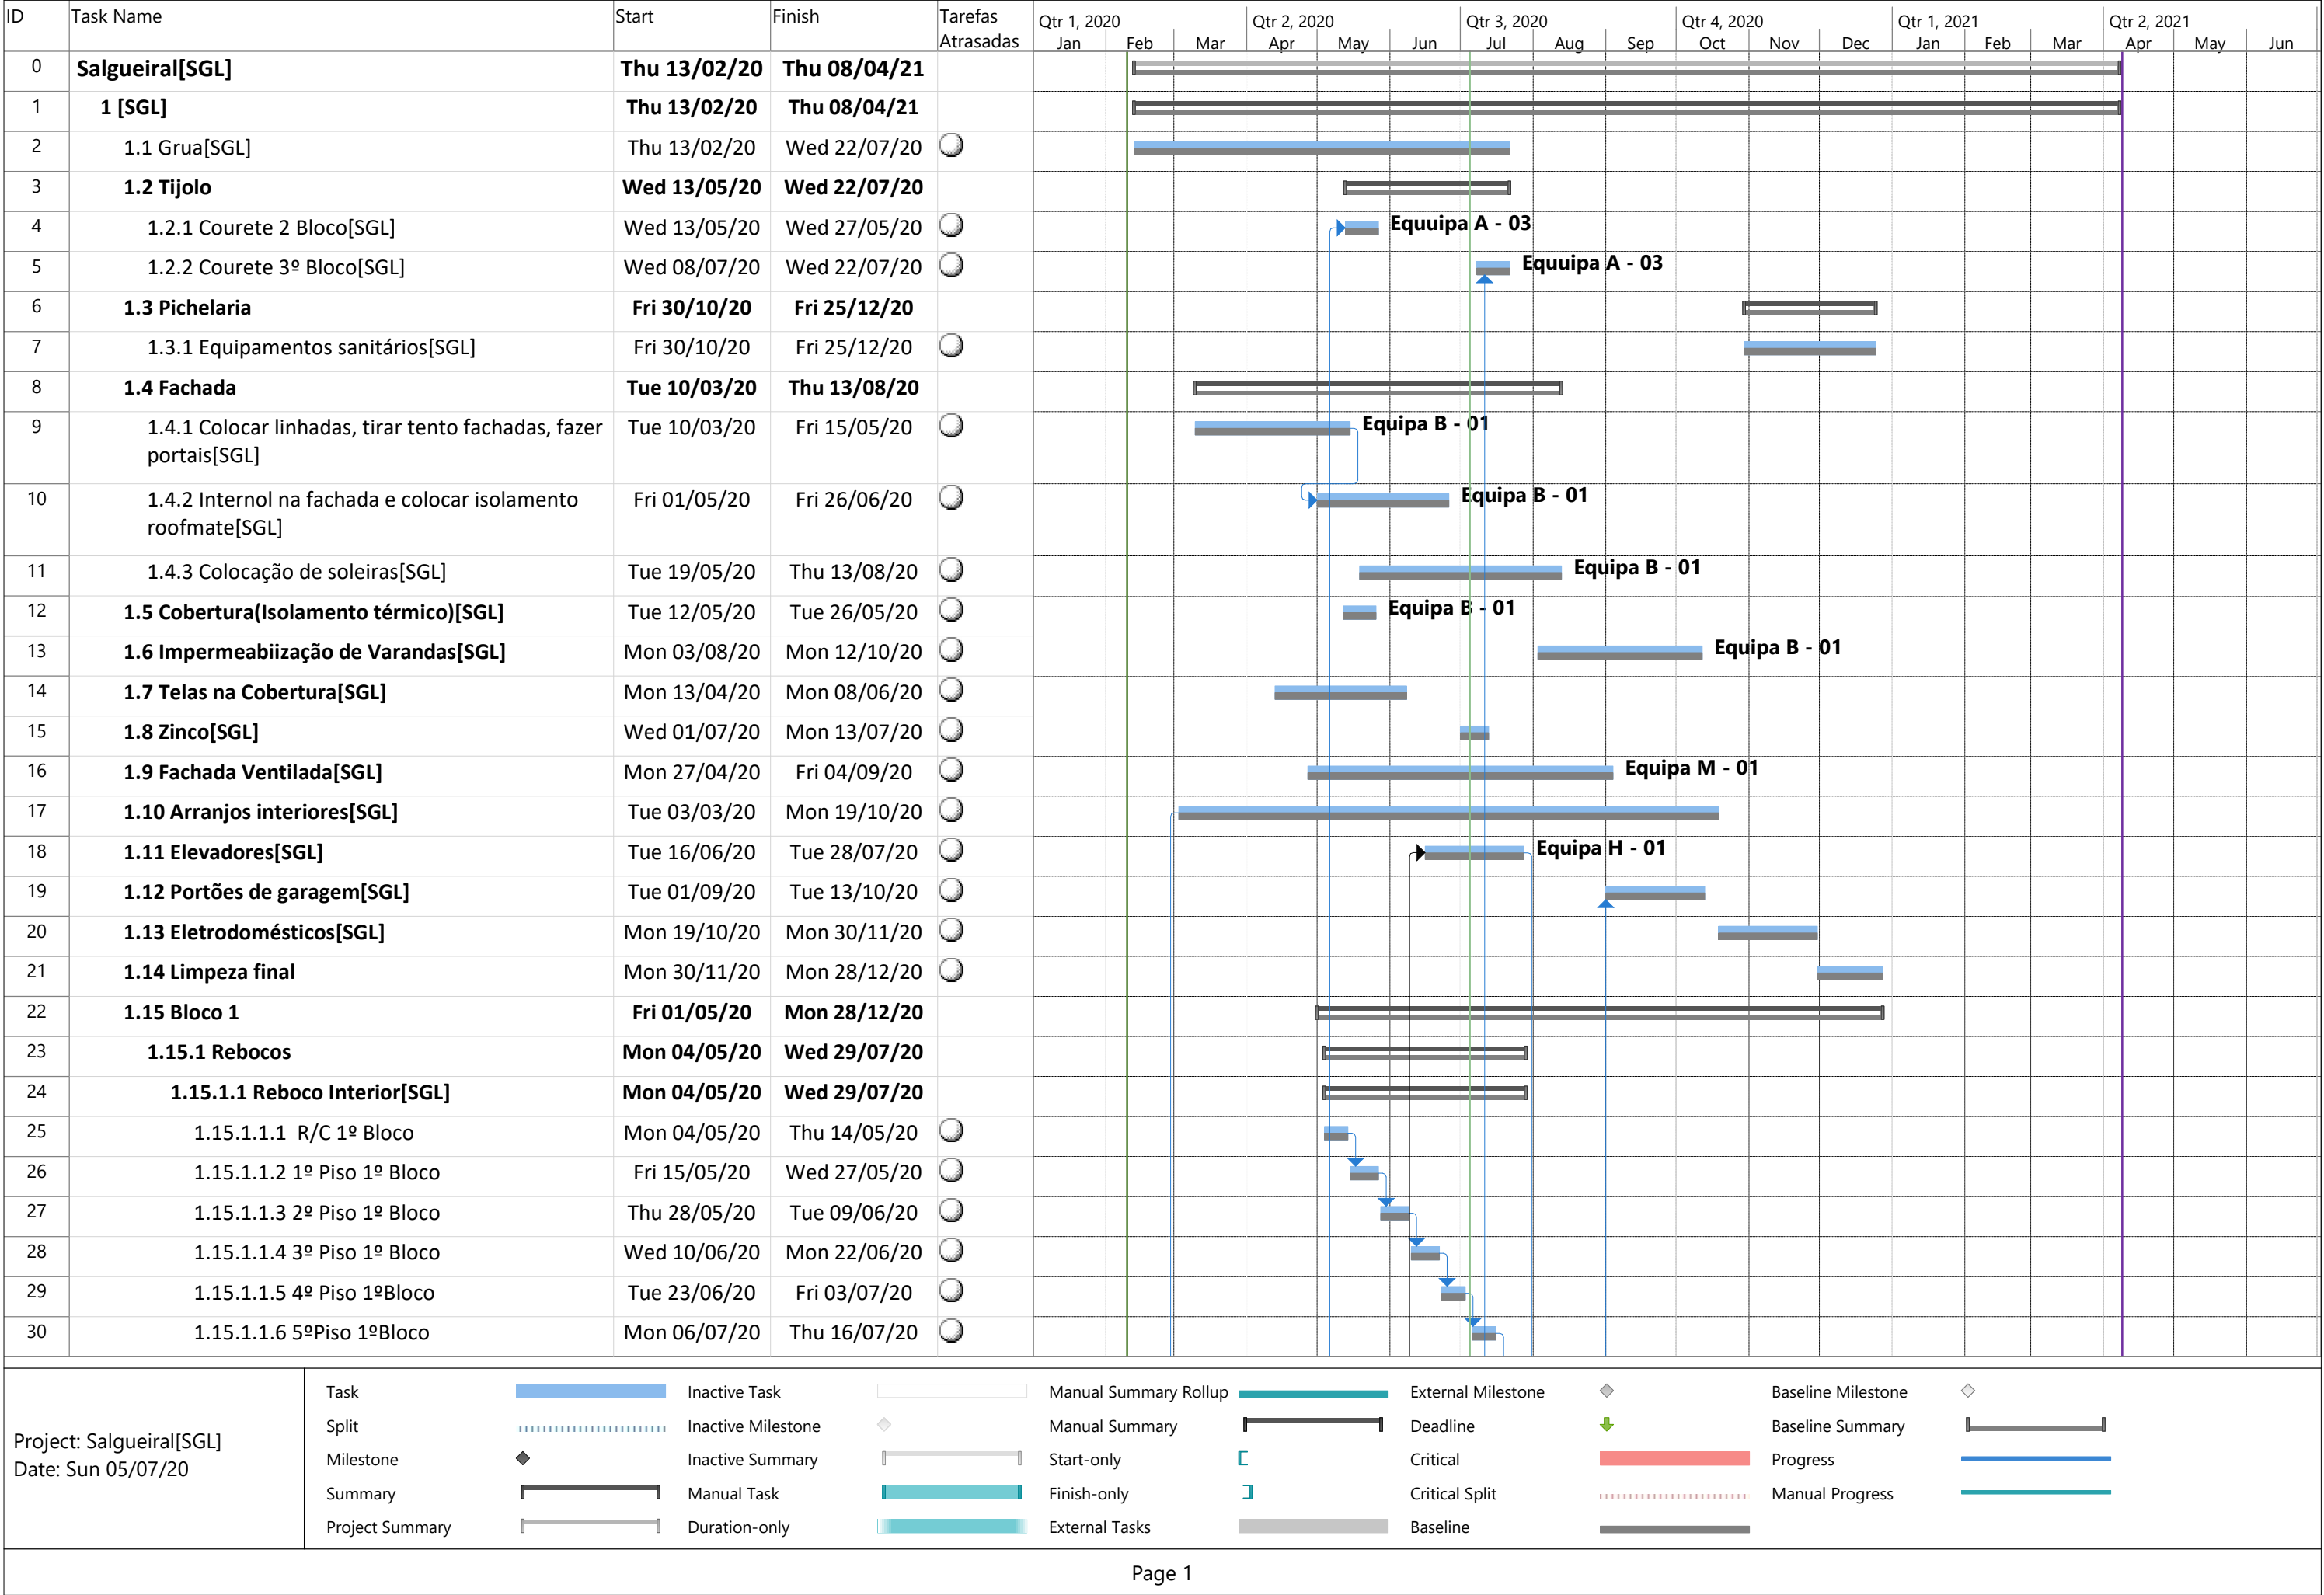 ID Task Name Start Finish Tarefas Atrasadas
Qtr 1, 2020 Qtr 2, 2020 Qtr 3, 2020 Qtr 4, 2020 Qtr 1, 2021 Qtr 2, 2021
Jan Feb Mar Apr May Jun Jul Aug Sep Oct Nov Dec Jan Feb Mar Apr May Jun
0 Salgueiral[SGL] Thu 13/02/20 Thu 08/04/21
1 1 [SGL] Thu 13/02/20 Thu 08/04/21
2 1.1 Grua[SGL] Thu 13/02/20 Wed 22/07/20
3 1.2 Tijolo Wed 13/05/20 Wed 22/07/20
4 1.2.1 Courete 2 Bloco[SGL] Wed 13/05/20 Wed 27/05/20 Equuipa A - 03
5 1.2.2 Courete 3º Bloco[SGL] Wed 08/07/20 Wed 22/07/20 Equuipa A - 03
6 1.3 Pichelaria Fri 30/10/20 Fri 25/12/20
7 1.3.1 Equipamentos sanitários[SGL] Fri 30/10/20 Fri 25/12/20
8 1.4 Fachada Tue 10/03/20 Thu 13/08/20
9 1.4.1 Colocar linhadas, tirar tento fachadas, fazer Tue 10/03/20 Fri 15/05/20 Equipa B - 01
portais[SGL]
10 1.4.2 Internol na fachada e colocar isolamento Fri 01/05/20 Fri 26/06/20 Equipa B - 01
roofmate[SGL]
11 1.4.3 Colocação de soleiras[SGL] Tue 19/05/20 Thu 13/08/20 Equipa B - 01
12 1.5 Cobertura(Isolamento térmico)[SGL] Tue 12/05/20 Tue 26/05/20 Equipa B - 01
13 1.6 Impermeabiização de Varandas[SGL] Mon 03/08/20 Mon 12/10/20 Equipa B - 01
14 1.7 Telas na Cobertura[SGL] Mon 13/04/20 Mon 08/06/20
15 1.8 Zinco[SGL] Wed 01/07/20 Mon 13/07/20
16 1.9 Fachada Ventilada[SGL] Mon 27/04/20 Fri 04/09/20 Equipa M - 01
17 1.10 Arranjos interiores[SGL] Tue 03/03/20 Mon 19/10/20
18 1.11 Elevadores[SGL] Tue 16/06/20 Tue 28/07/20 Equipa H - 01
19 1.12 Portões de garagem[SGL] Tue 01/09/20 Tue 13/10/20
20 1.13 Eletrodomésticos[SGL] Mon 19/10/20 Mon 30/11/20
21 1.14 Limpeza final Mon 30/11/20 Mon 28/12/20
22 1.15 Bloco 1 Fri 01/05/20 Mon 28/12/20
23 1.15.1 Rebocos Mon 04/05/20 Wed 29/07/20
24 1.15.1.1 Reboco Interior[SGL] Mon 04/05/20 Wed 29/07/20
25 1.15.1.1.1 R/C 1º Bloco Mon 04/05/20 Thu 14/05/20
26 1.15.1.1.2 1º Piso 1º Bloco Fri 15/05/20 Wed 27/05/20
27 1.15.1.1.3 2º Piso 1º Bloco Thu 28/05/20 Tue 09/06/20
28 1.15.1.1.4 3º Piso 1º Bloco Wed 10/06/20 Mon 22/06/20
29 1.15.1.1.5 4º Piso 1ºBloco Tue 23/06/20 Fri 03/07/20
30 1.15.1.1.6 5ºPiso 1ºBloco Mon 06/07/20 Thu 16/07/20
Project: Salgueiral[SGL]
Date: Sun 05/07/20
Task Inactive Task Manual Summary Rollup External Milestone Baseline Milestone
Split Inactive Milestone Manual Summary Deadline Baseline Summary
Milestone Inactive Summary Start-only Critical Progress
Summary Manual Task Finish-only Critical Split Manual Progress
Project Summary Duration-only External Tasks Baseline
Page 1